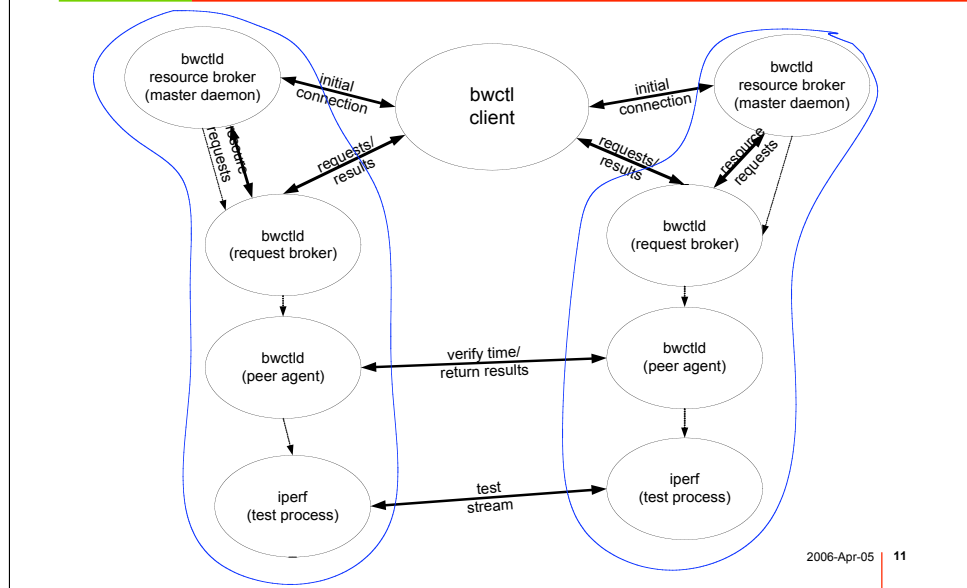 bwctld
resource broker
(master daemon)
initial
connection
bwctl
client
initial
connection
bwctld
resource broker
(master daemon)
resoure
requests
requests/
results
requests/
results
resource
requests
bwctld
(request broker)
bwctld
(request broker)
bwctld
(peer agent)
verify time/
return results
bwctld
(peer agent)
iperf
(test process)
test
stream
iperf
(test process)
2006-Apr-05 11